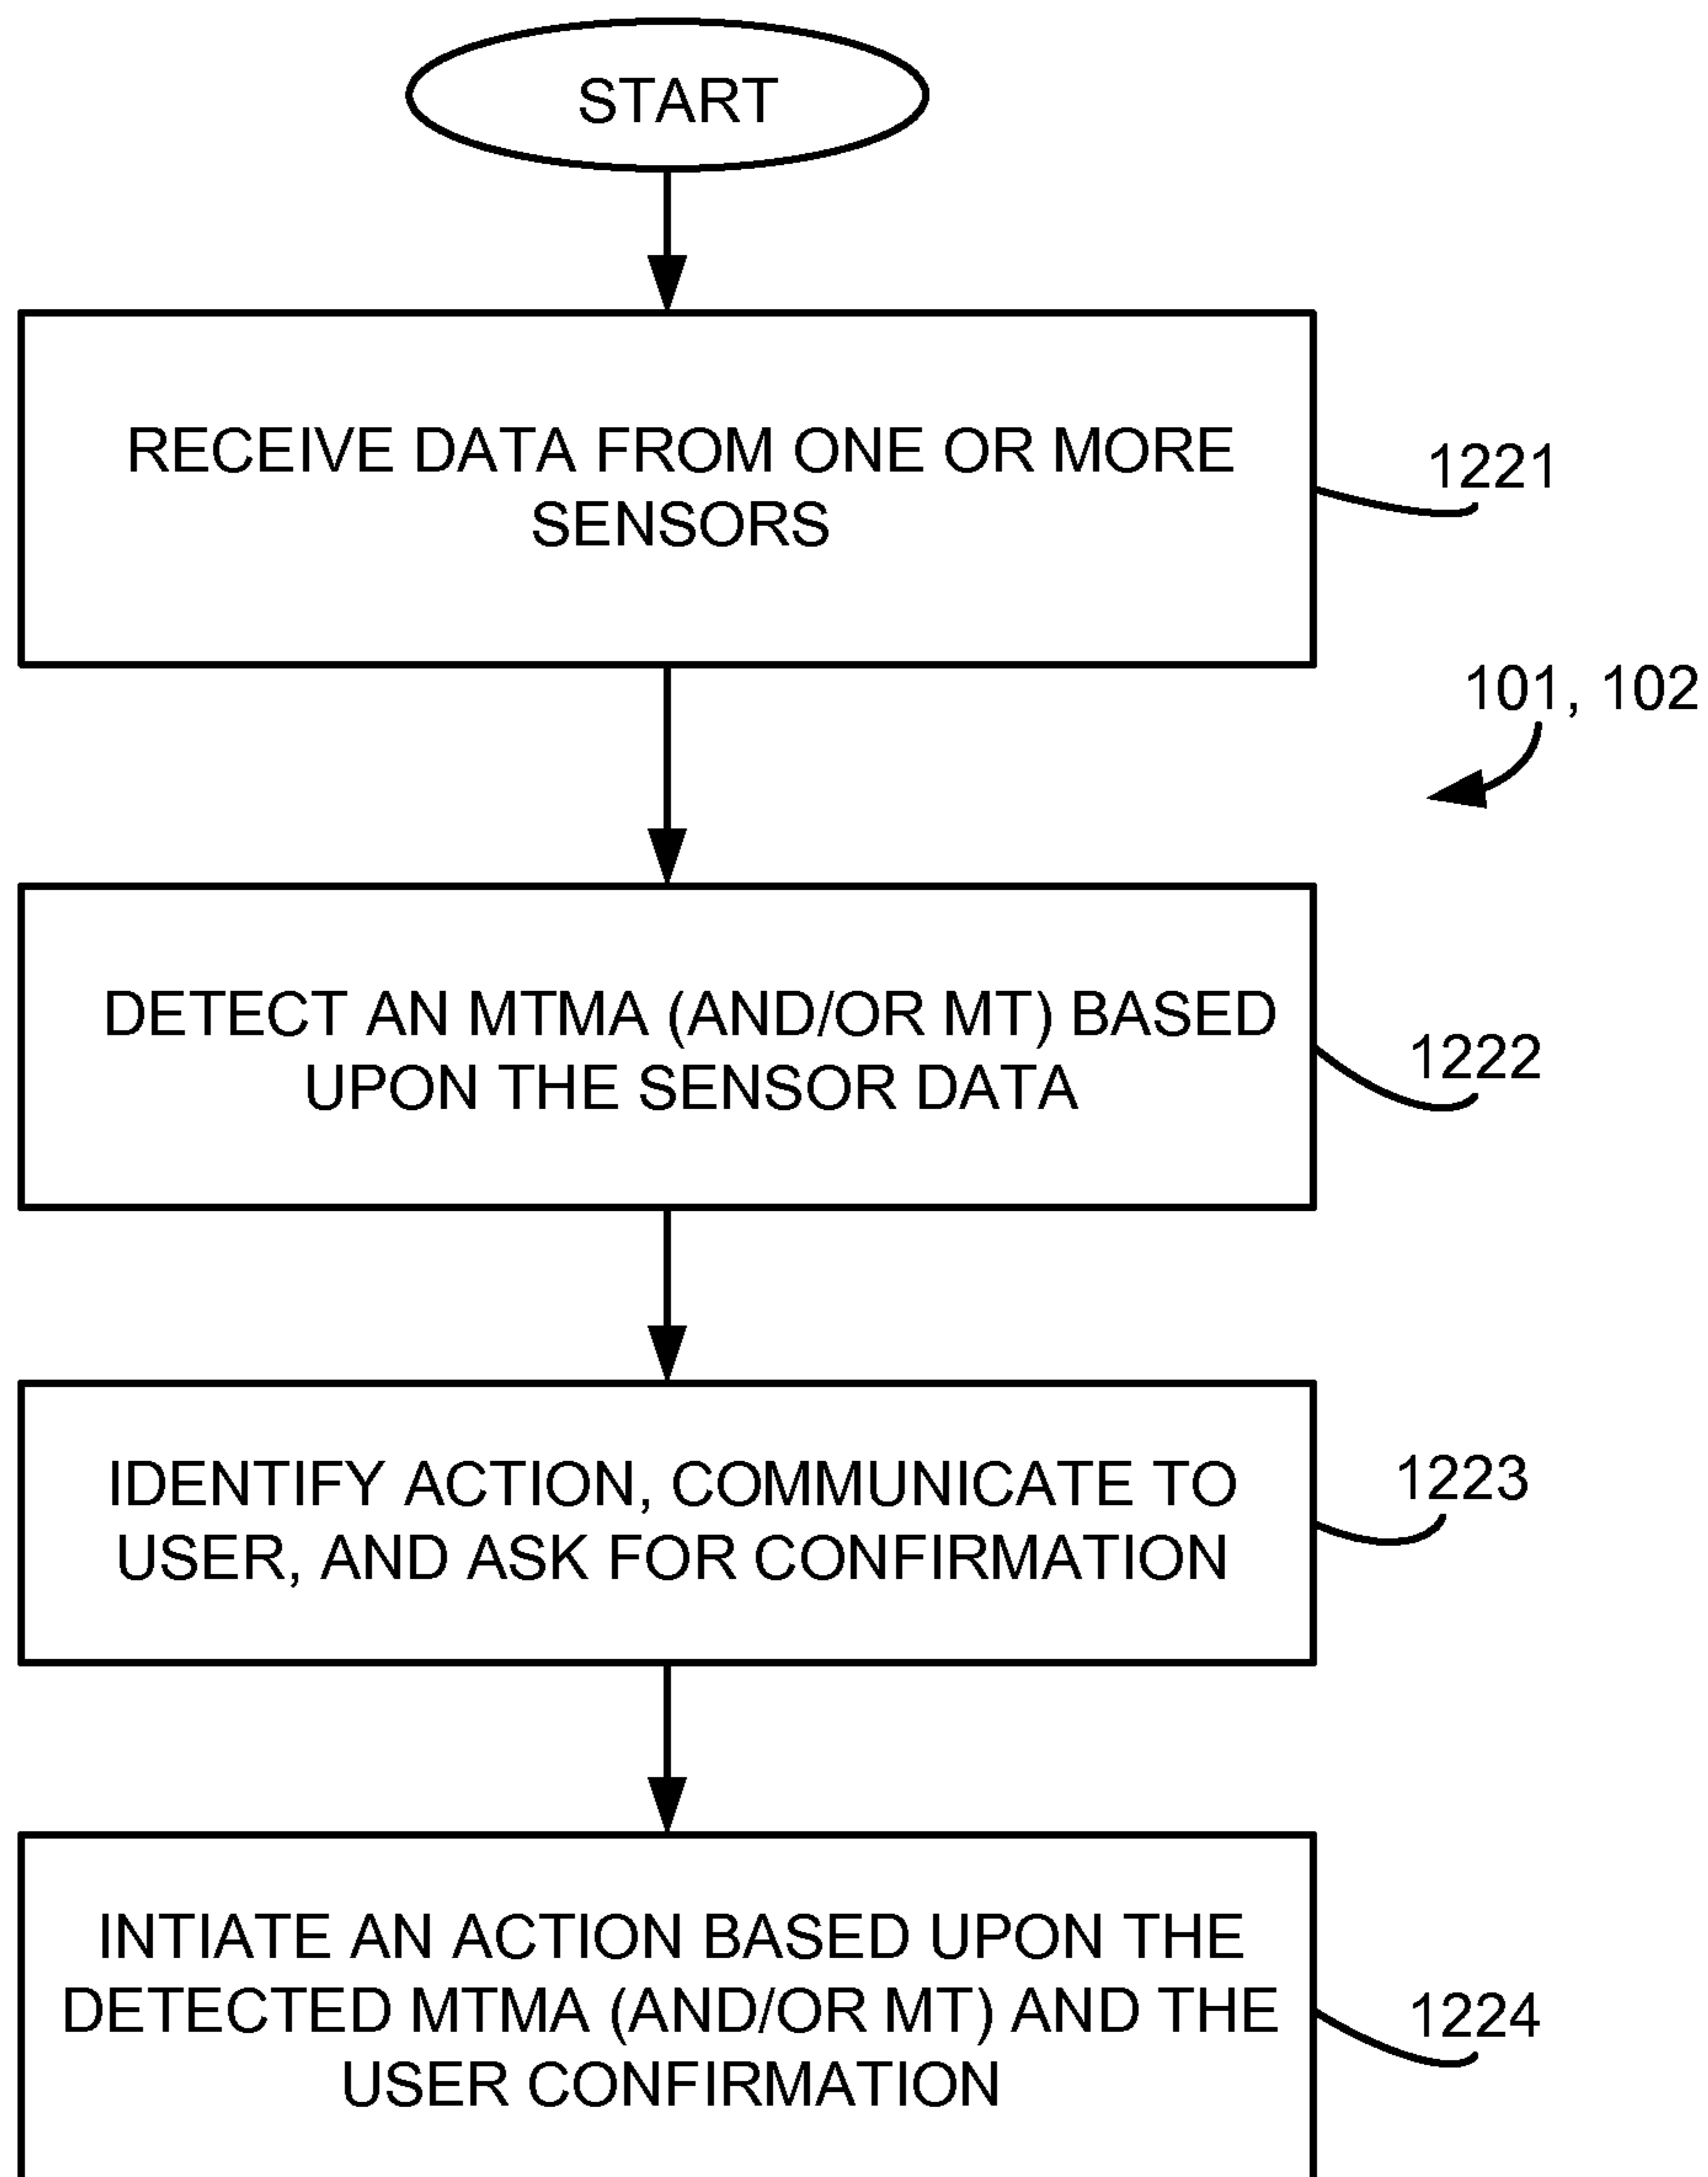 START
RECEIVE DATA FROM ONE OR MORE
SENSORS
1221
101, 102
DETECT AN MTMA (AND/OR MT) BASED
UPON THE SENSOR DATA
1222
IDENTIFY ACTION, COMMUNICATE TO
USER, AND ASK FOR CONFIRMATION
1223
INTIATE AN ACTION BASED UPON THE
DETECTED MTMA (AND/OR MT) AND THE
USER CONFIRMATION
1224